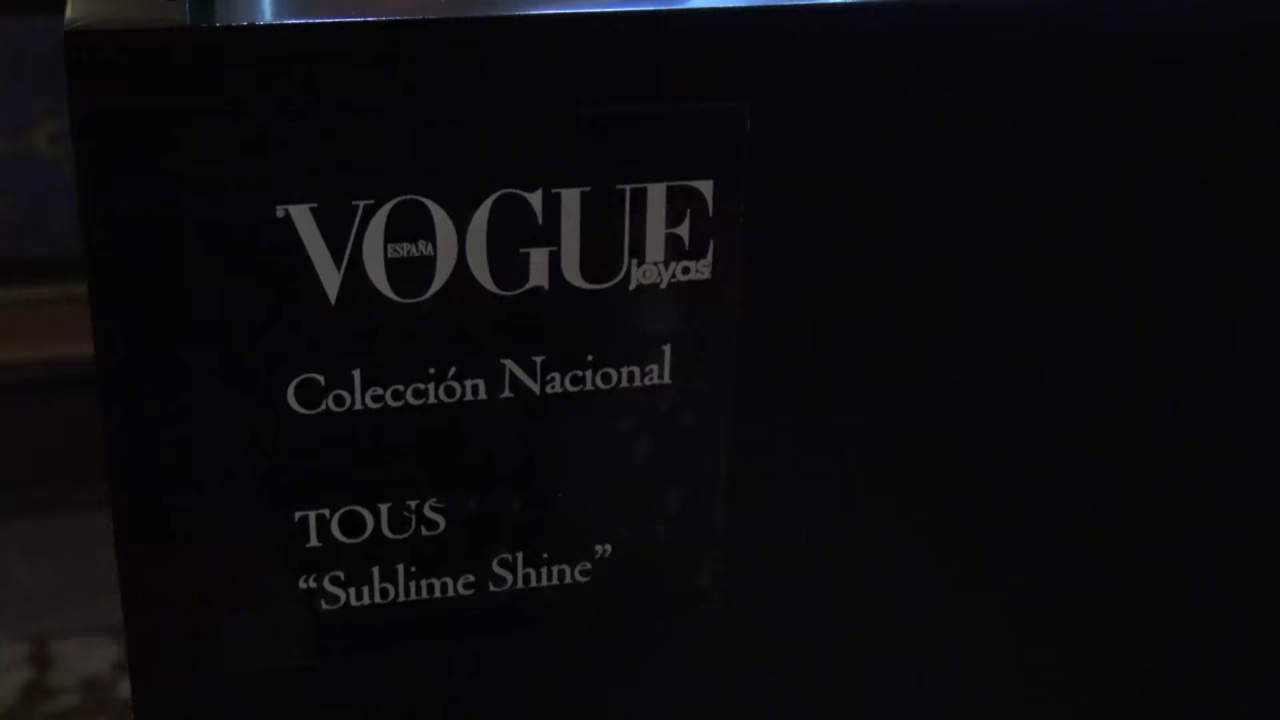 VOGUE
ESPAÑA
joyas
Colección Nacional
TOUS
“Sublime Shine”